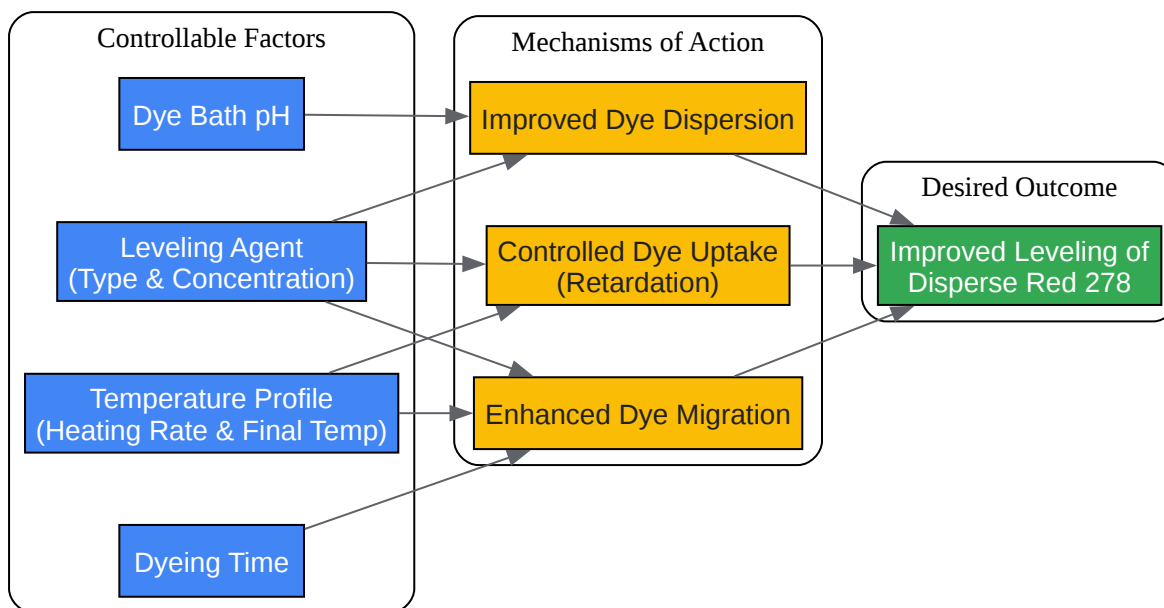 Controllable Factors
Dye Bath pH
Leveling Agent
(Type & Concentration)
Temperature Profile
(Heating Rate & Final Temp)
Dyeing Time
Mechanisms of Action
Improved Dye Dispersion
Controlled Dye Uptake
(Retardation)
Enhanced Dye Migration
Desired Outcome
Improved Leveling of
Disperse Red 278